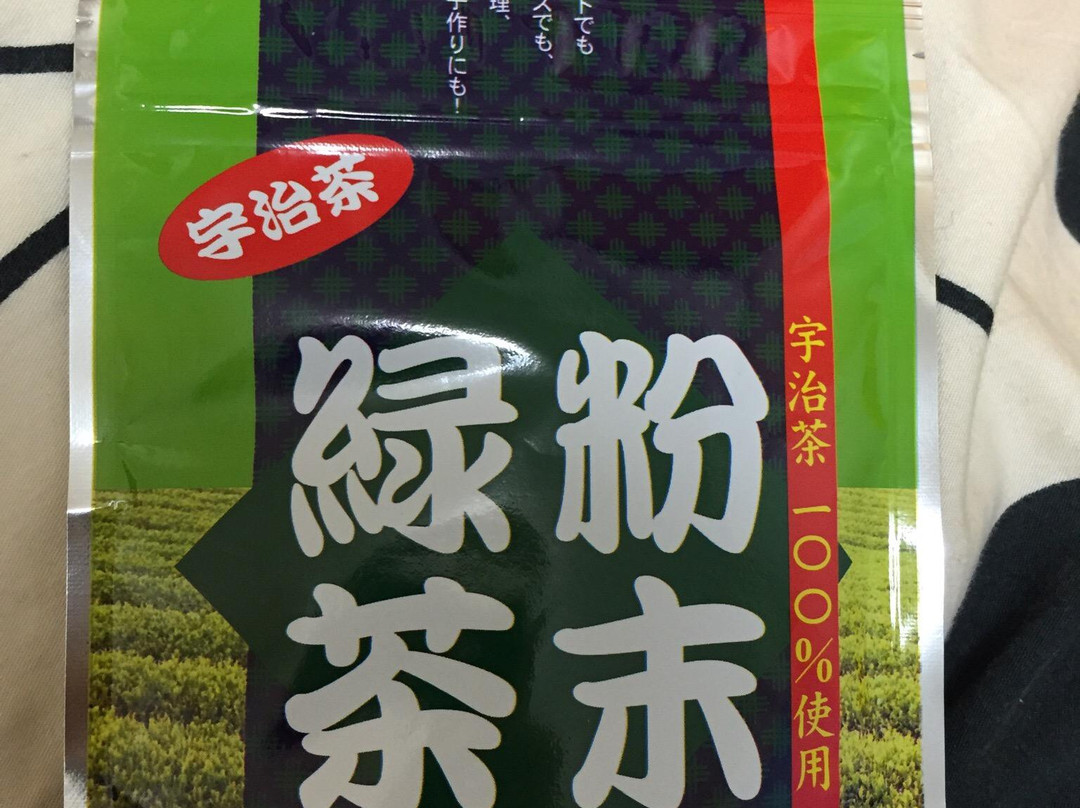 トでも
スでも、
理、
子作りにも！
宇治茶
粉末
緑茶
宇治茶 一〇〇％使用